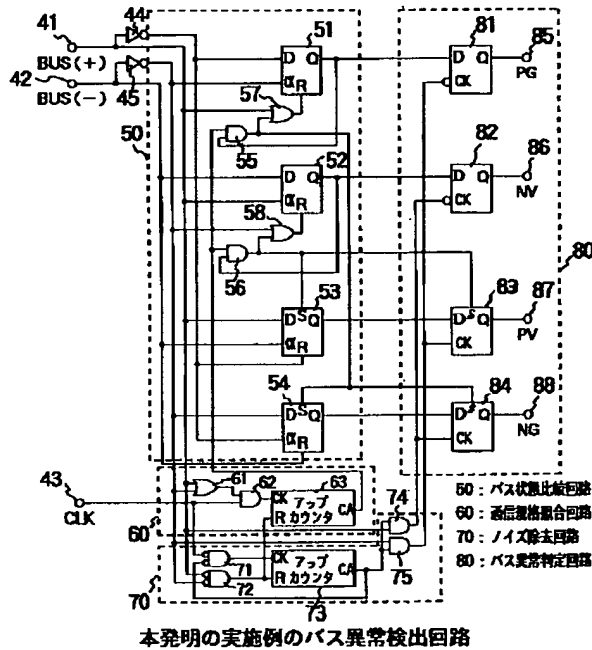 44
41
BUS(+)
42
BUS(-)
45
50
51
D Q
CK R
57
55
52
D Q
CK R
58
56
53
D S Q
CK R
54
D S Q
CK R
81
D Q
CK
85
PG
82
D Q
CK
86
NV
80
83
D S Q
CK
87
PV
84
D S Q
CK
88
NG
43
CLK
61
62
63
CK アップ
R カウンタ CA
60
74
75
71
72
CK アップ
R カウンタ CA
73
70
50 : バス状態比較回路
60 : 通信規格照合回路
70 : ノイズ除去回路
80 : バス異常判定回路
本発明の実施例のバス異常検出回路